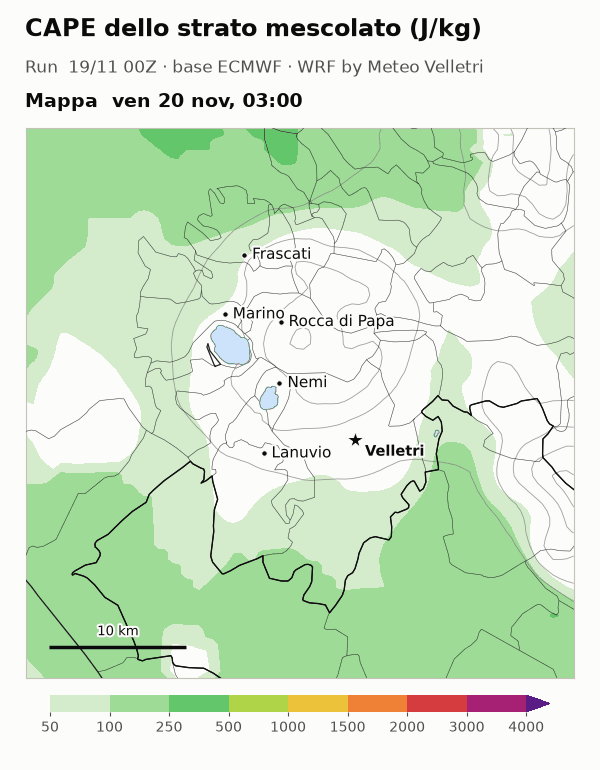 CAPE dello strato mescolato (J/kg)
Run  19/11 00Z · base ECMWF · WRF by Meteo Velletri
Mappa  ven 20 nov, 03:00
Frascati
Marino
Rocca di Papa
Nemi
Velletri
Lanuvio
10 km
50 100 250 500 1000 1500 2000 3000 4000